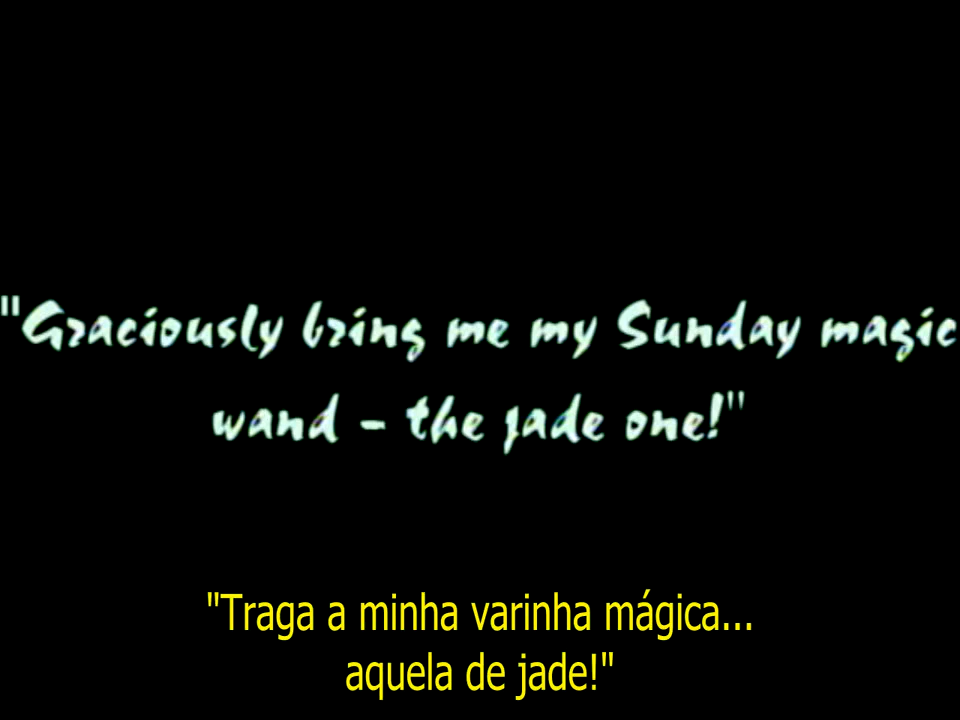 "Graciously bring me my Sunday magic
wand - the jade one!"
"Traga a minha varinha mágica...
aquela de jade!"